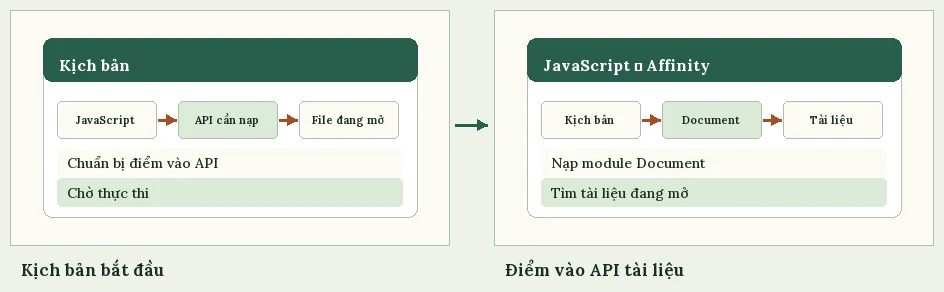 Kịch bản
JavaScript
API cần nạp
File đang mở
Chuẩn bị điểm vào API
Chờ thực thi
Kịch bản bắt đầu
JavaScript ▯ Affinity
Kịch bản
Document
Tài liệu
Nạp module Document
Tìm tài liệu đang mở
Điểm vào API tài liệu